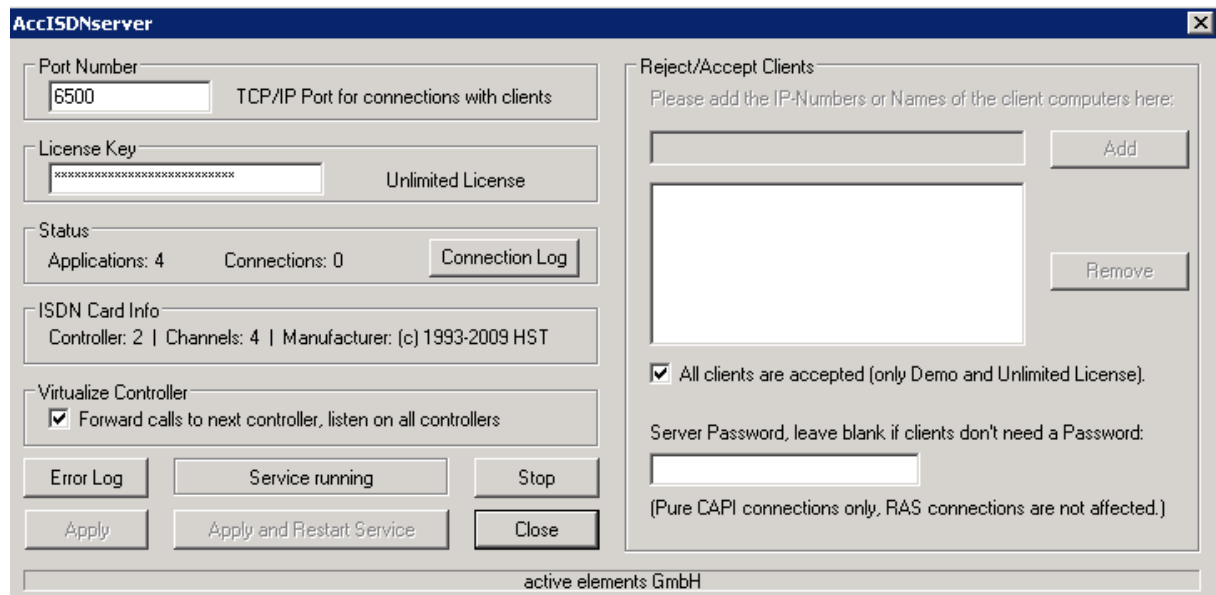 AccISDNserver
Port Number
6500
TCP/IP Port for connections with clients
License Key
***************************
Unlimited License
Status
Applications: 4
Connections: 0
Connection Log
ISDN Card Info
Controller: 2 | Channels: 4 | Manufacturer: (c) 1993-2009 HST
Virtualize Controller
Forward calls to next controller, listen on all controllers
Error Log
Service running
Stop
Apply
Apply and Restart Service
Close
Reject/Accept Clients
Please add the IP-Numbers or Names of the client computers here:
Add
Remove
All clients are accepted (only Demo and Unlimited License).
Server Password, leave blank if clients don't need a Password:
(Pure CAPI connections only, RAS connections are not affected.)
active elements GmbH